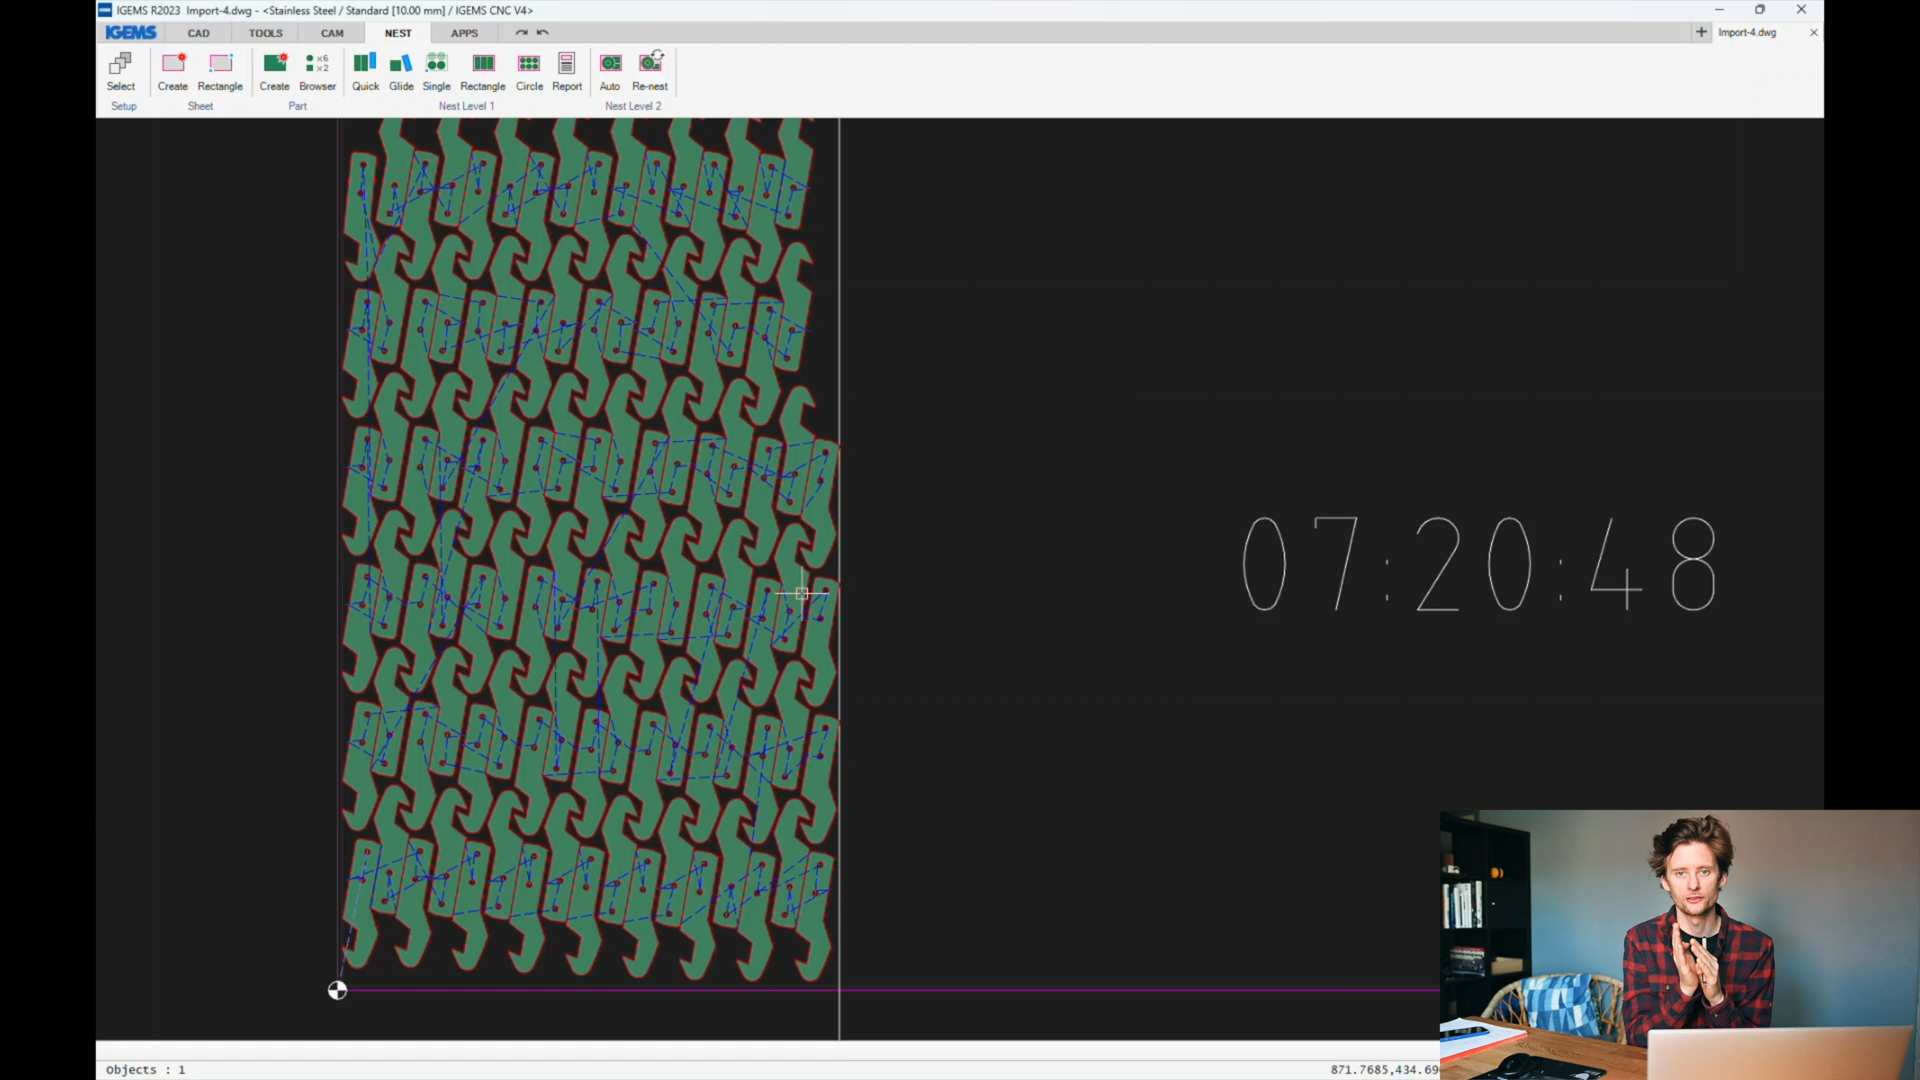 IGEMS R2023 Import-4.dwg - <Stainless Steel / Standard [10.00 mm] / IGEMS CNC V4>
IGEMS CAD TOOLS CAM NEST APPS Import-4.dwg
x6
x2
Select Create Rectangle Create Browser Quick Glide Single Rectangle Circle Report Auto Re-nest
Setup Sheet Part Nest Level 1 Nest Level 2
07:20:48
Objects : 1 871.7685,434.69